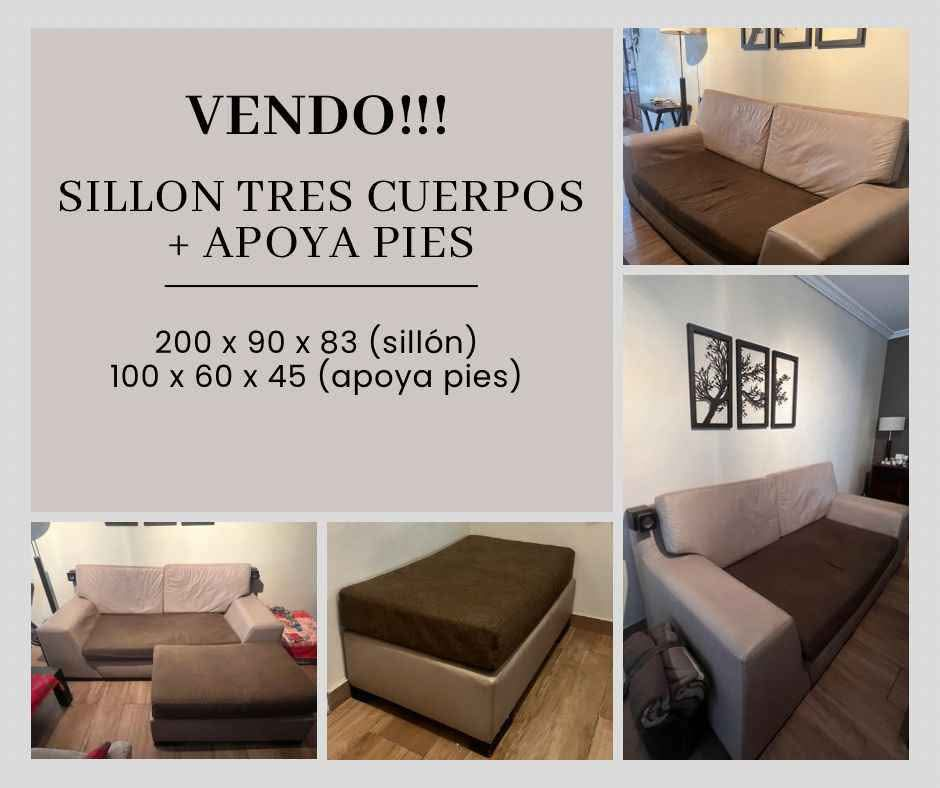 VENDO!!!
SILLON TRES CUERPOS
+ APOYA PIES
200 x 90 x 83 (sillón)
100 x 60 x 45 (apoya pies)